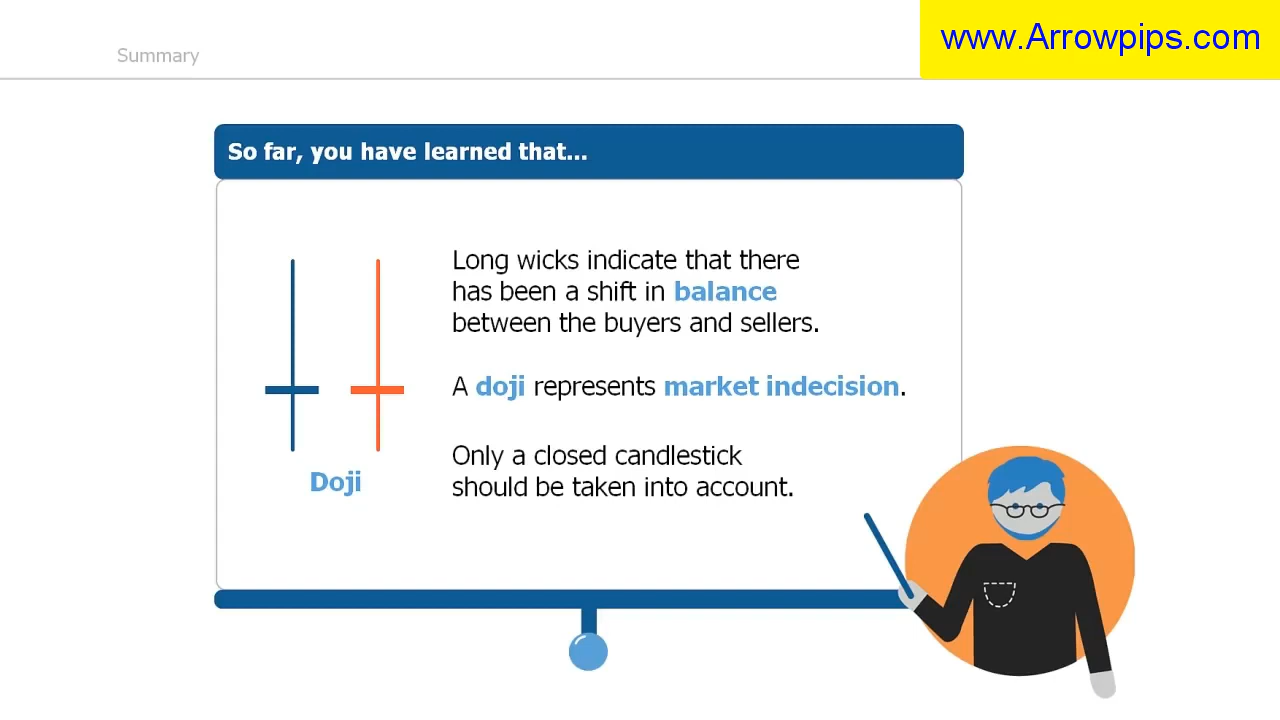 Summary
www.Arrowpips.com
So far, you have learned that...
Long wicks indicate that there
has been a shift in balance
between the buyers and sellers.
A doji represents market indecision.
Only a closed candlestick
should be taken into account.
Doji